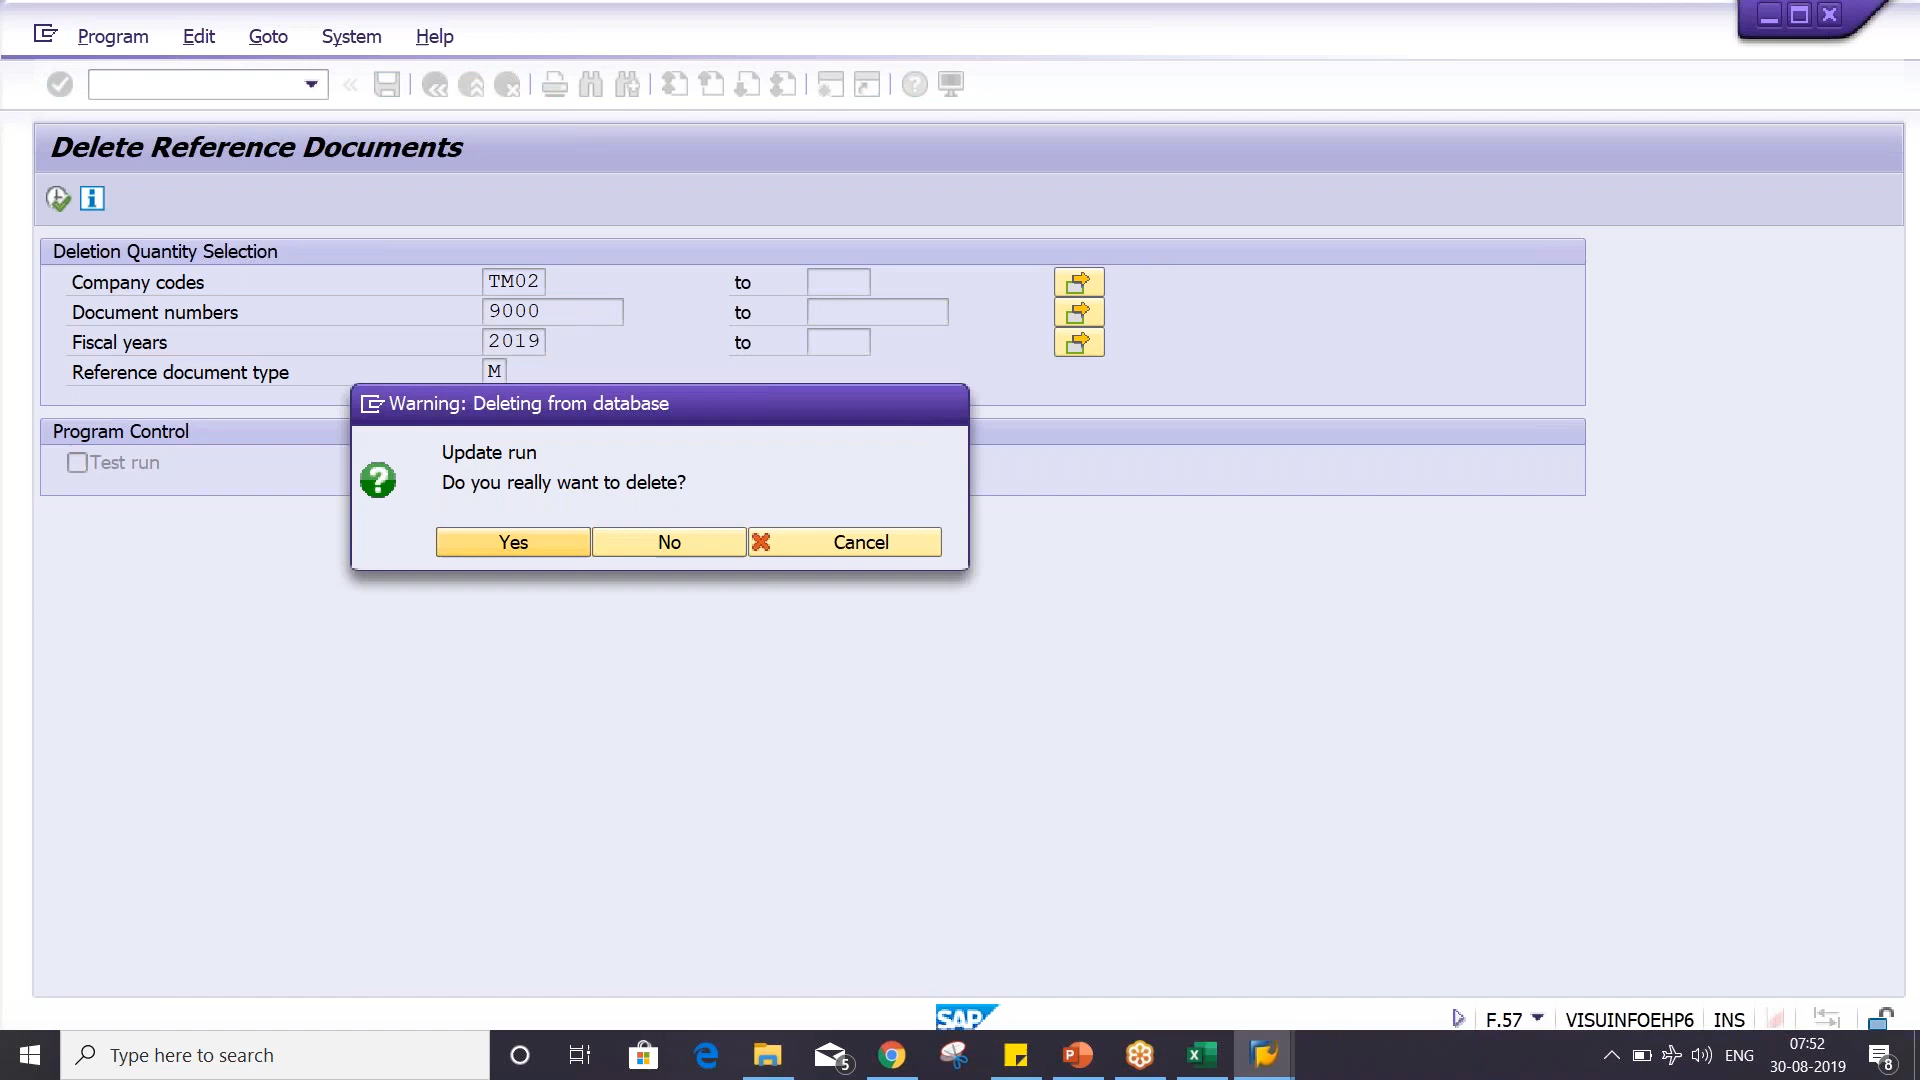 Program Edit Goto System Help
Delete Reference Documents
Deletion Quantity Selection
Company codes TM02 to
Document numbers 9000 to
Fiscal years 2019 to
Reference document type M
Warning: Deleting from database
Program Control
Update run
Test run
Do you really want to delete?
Yes No Cancel
SAP
F.57 VISUINFOEHP6 INS
Type here to search
5
ENG
07:52
30-08-2019
8